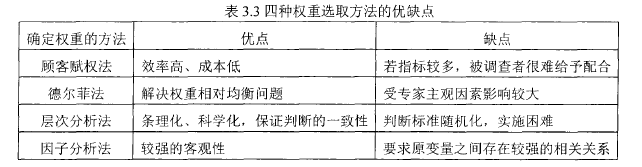 表 3.3 四种权重选取方法的优缺点
确定权重的方法 优点 缺点
顾客赋权法 效率高、成本低 若指标较多，被调查者很难给予配合
德尔菲法 解决权重相对均衡问题 受专家主观因素影响较大
层次分析法 条理化、科学化，保证判断的一致性 判断标准随机化，实施困难
因子分析法 较强的客观性 要求原变量之间存在较强的相关关系